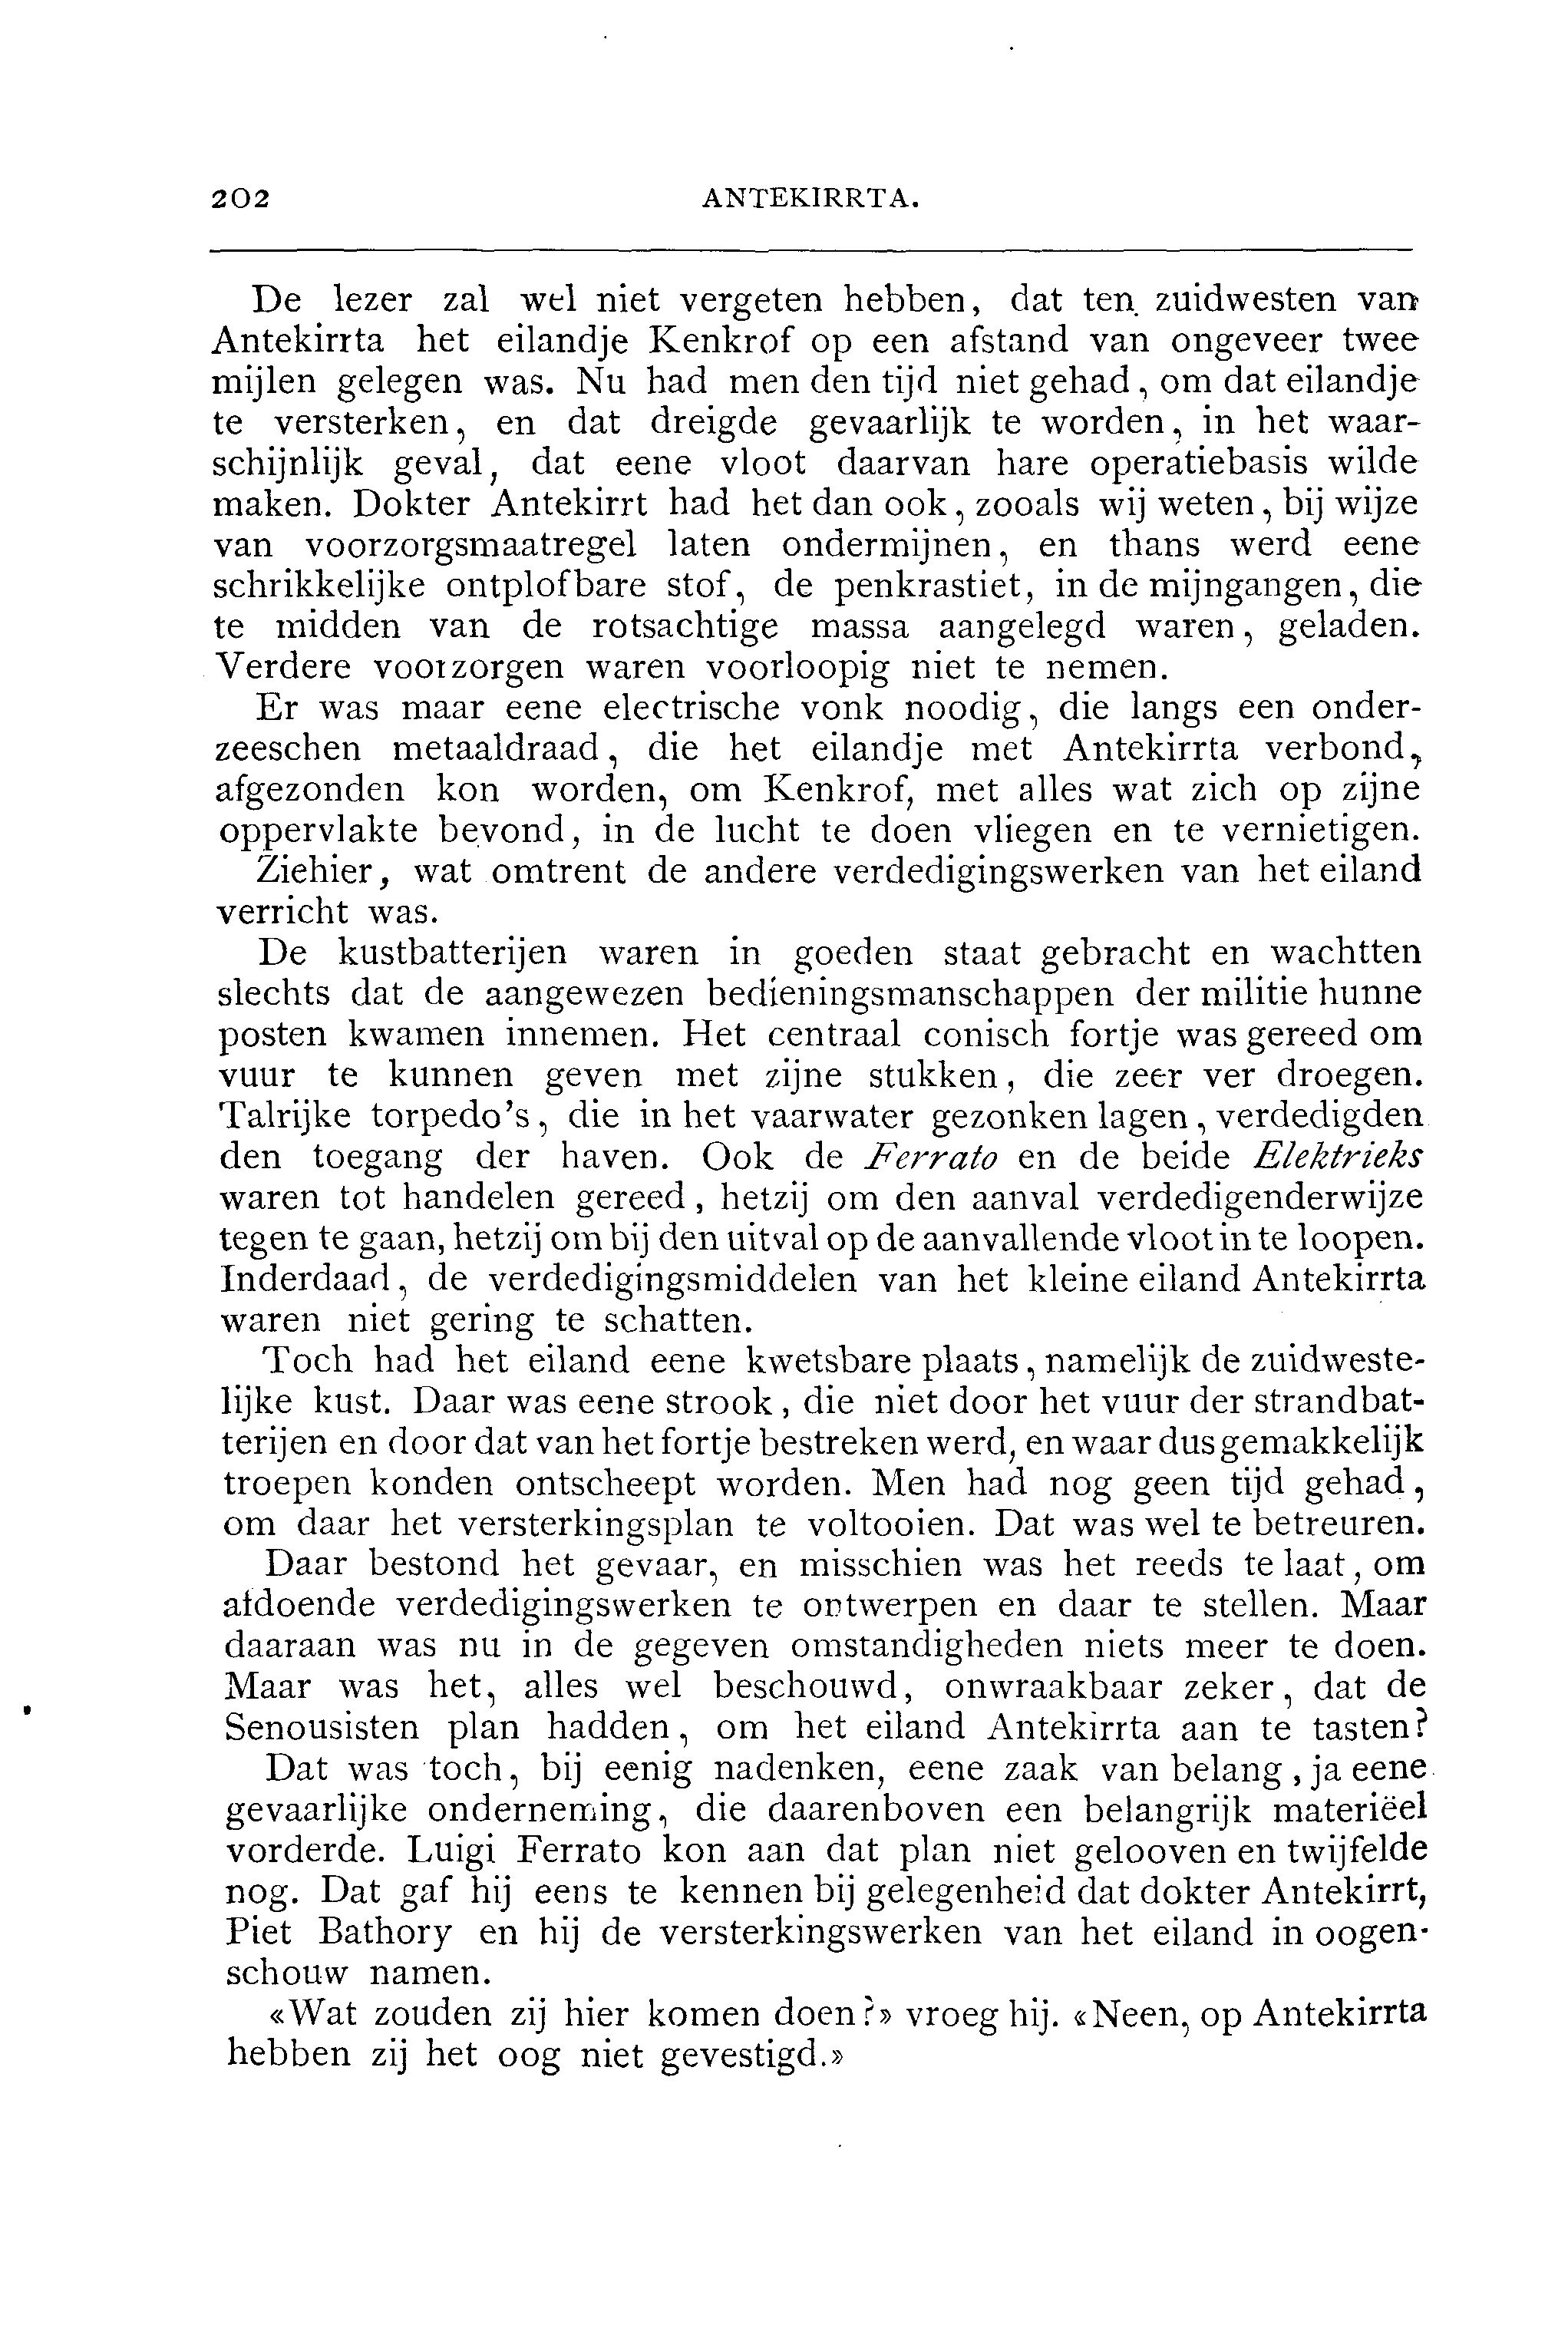 202 ANTEKIRRTA.
De lezer zal wel niet vergeten hebben, dat ten zuidwesten van
Antekirrta het eilandje Kenkrof op een afstand van ongeveer twee
mijlen gelegen was. Nu had men den tijd niet gehad, om dat eilandje
te versterken, en dat dreigde gevaarlijk te worden, in het waar-
schijnlijk geval, dat eene vloot daarvan hare operatiebasis wilde
maken. Dokter Antekirrt had het dan ook, zooals wij weten, bij wijze
van voorzorgsmaatregel laten ondermijnen, en thans werd eene
schrikkelijke ontplofbare stof, de penkrastiet, in de mijngangen, die
te midden van de rotsachtige massa aangelegd waren, geladen.
Verdere voorzorgen waren voorloopig niet te nemen.
Er was maar eene electrische vonk noodig, die langs een onder-
zeeschen metaaldraad, die het eilandje met Antekirrta verbond,
afgezonden kon worden, om Kenkrof, met alles wat zich op zijne
oppervlakte bevond, in de lucht te doen vliegen en te vernietigen.
Ziehier, wat omtrent de andere verdedigingswerken van het eiland
verricht was.
De kustbatterijen waren in goeden staat gebracht en wachtten
slechts dat de aangewezen bedieningsmanschappen der militie hunne
posten kwamen innemen. Het centraal conisch fortje was gereed om
vuur te kunnen geven met zijne stukken, die zeer ver droegen.
Talrijke torpedo's, die in het vaarwater gezonken lagen, verdedigden
den toegang der haven. Ook de Ferrato en de beide Elektrieks
waren tot handelen gereed, hetzij om den aanval verdedigenderwijze
tegen te gaan, hetzij om bij den uitval op de aanvallende vloot in te loopen.
Inderdaad, de verdedigingsmiddelen van het kleine eiland Antekirrta
waren niet gering te schatten.
Toch had het eiland eene kwetsbare plaats, namelijk de zuidweste-
lijke kust. Daar was eene strook, die niet door het vuur der strandbat-
terijen en door dat van het fortje bestreken werd, en waar dus gemakkelijk
troepen konden ontscheept worden. Men had nog geen tijd gehad,
om daar het versterkingsplan te voltooien. Dat was wel te betreuren.
Daar bestond het gevaar, en misschien was het reeds te laat, om
afdoende verdedigingswerken te ontwerpen en daar te stellen. Maar
daaraan was nu in de gegeven omstandigheden niets meer te doen.
Maar was het, alles wel beschouwd, onwraakbaar zeker, dat de
Senousisten plan hadden, om het eiland Antekirrta aan te tasten?
Dat was toch, bij eenig nadenken, eene zaak van belang, ja eene
gevaarlijke onderneming, die daarenboven een belangrijk materiëel
vorderde. Luigi Ferrato kon aan dat plan niet gelooven en twijfelde
nog. Dat gaf hij eens te kennen bij gelegenheid dat dokter Antekirrt,
Piet Bathory en hij de versterkingswerken van het eiland in oogen-
schouw namen.
«Wat zouden zij hier komen doen?» vroeg hij. «Neen, op Antekirrta
hebben zij het oog niet gevestigd.»